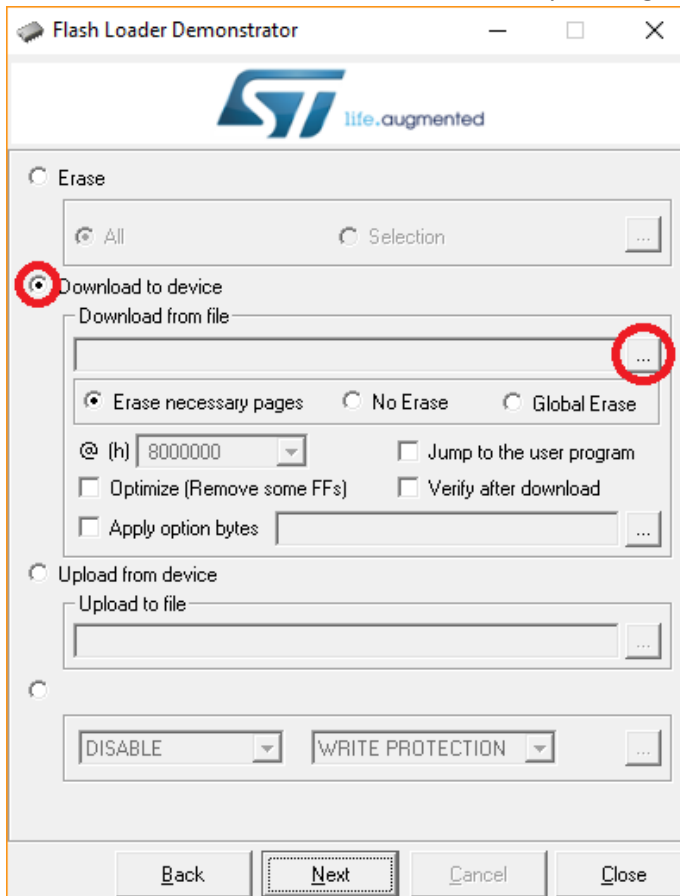 Flash Loader Demonstrator
ST life.augmented
Erase
All Selection ...
Download to device
Download from file
...
Erase necessary pages No Erase Global Erase
@ (h) 8000000 Jump to the user program
Optimize (Remove some FFs) Verify after download
Apply option bytes ...
Upload from device
Upload to file
...
DISABLE WRITE PROTECTION ...
Back Next Cancel Close